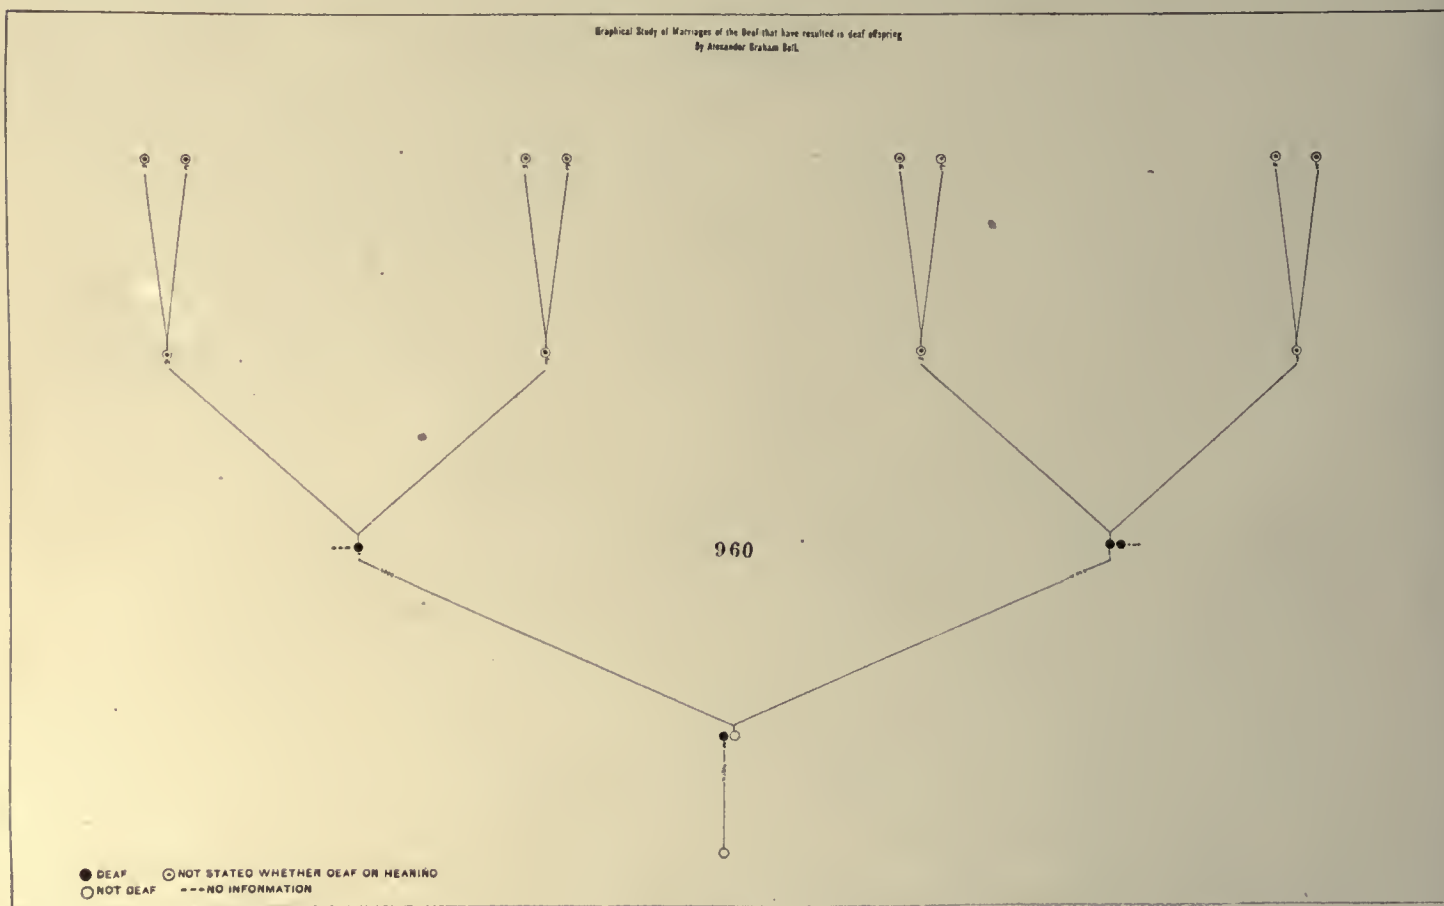 Graphical Study of Marriages of the Deaf that have resulted in deaf offspring
By Alexander Graham Bell.
960
DEAF NOT STATED WHETHER DEAF OR HEARING
NOT DEAF ---NO INFORMATION